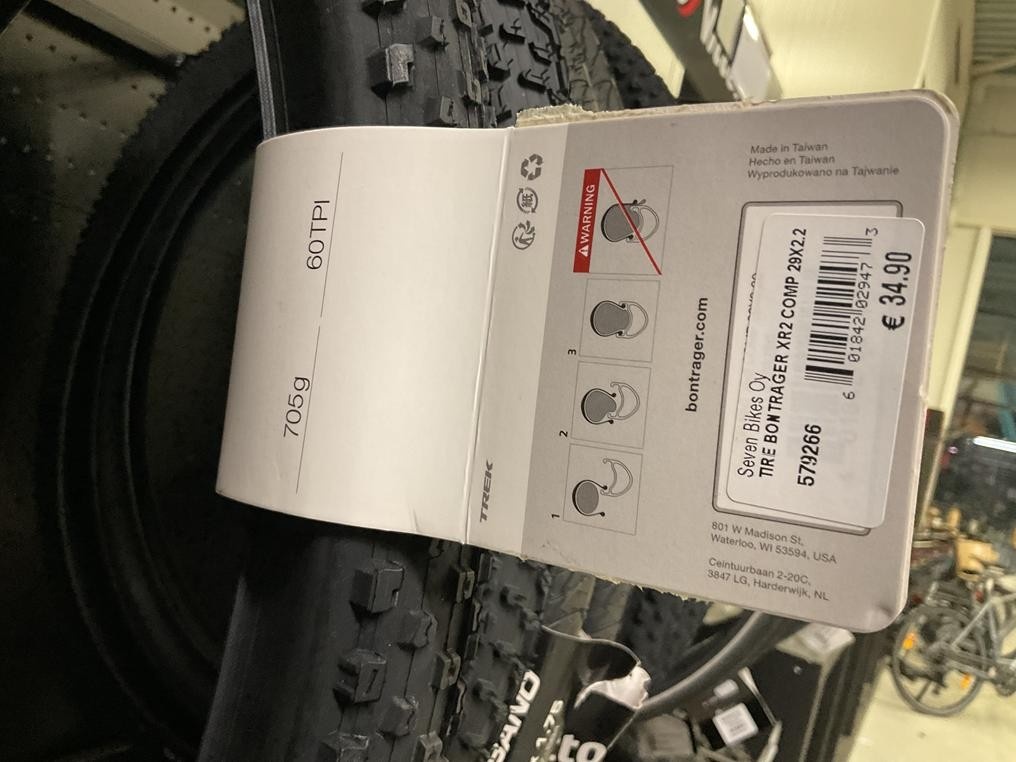 705g
60TPI
TREK
1
2
3
WARNING
bontrager.com
Made in Taiwan
Hecho en Taiwan
Wyprodukowano na Tajwanie
Seven Bikes Oy
TIRE BONTRAGER XR2 COMP 29X2.2
579266
6 01842 02947 3
€ 34.90
801 W Madison St,
Waterloo, WI 53594, USA
Ceintuurbaan 2-20C,
3847 LG, Harderwijk, NL